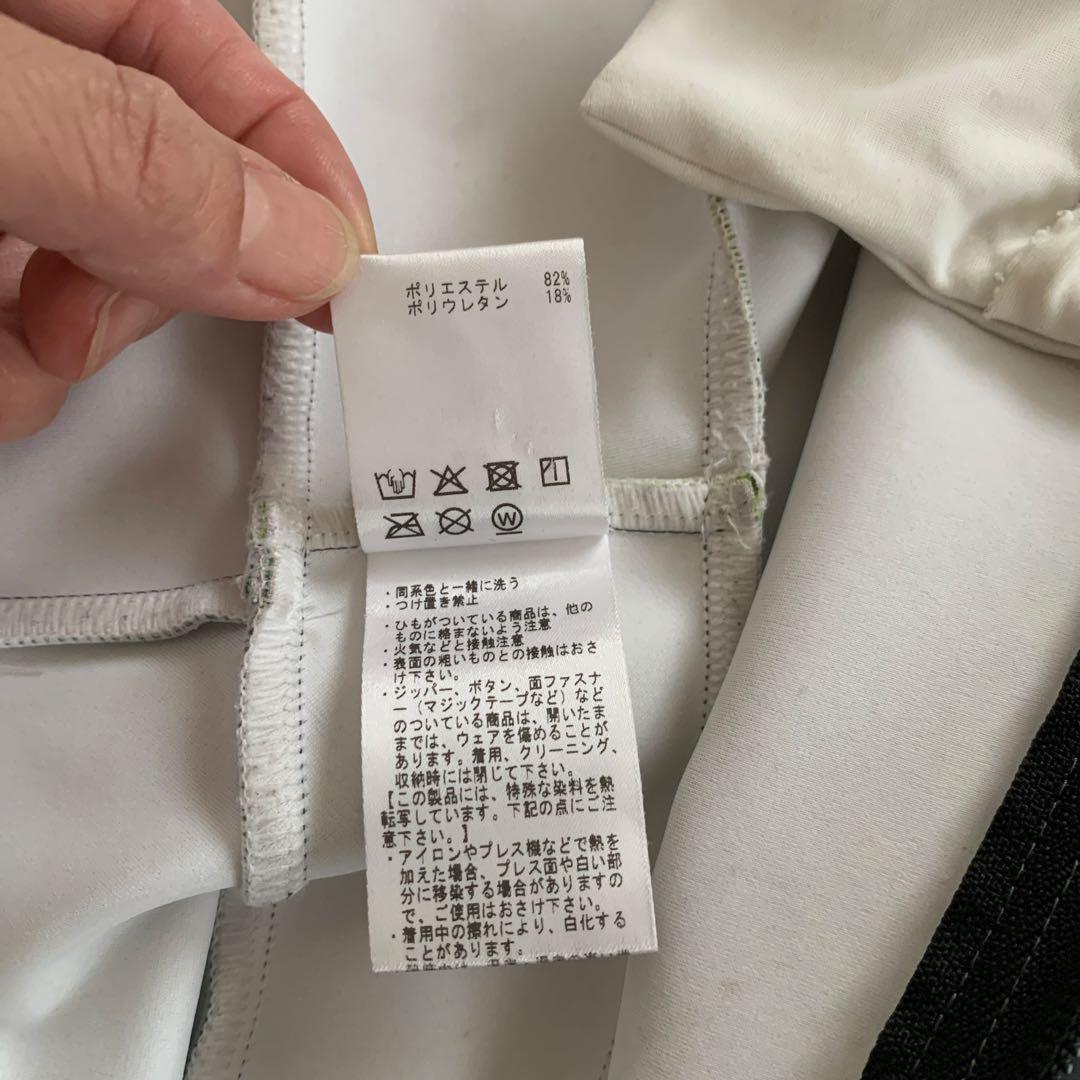 ポリエステル 82%
ポリウレタン 18%
W
・同系色と一緒に洗う
・つけ置き禁止
・ひもがついている商品は、他の
ものに絡まないよう注意
・火気などと接触注意
・表面の粗いものとの接触はおさ
け下さい。
・ジッパー、ボタン、面ファスナ
ー（マジックテープなど）など
のついている商品は、開いたま
までは、ウェアを傷めることが
あります。着用、クリーニング、
収納時には閉じて下さい。
【この製品には、特殊な染料を熱
転写しています。下記の点にご注
意下さい。】
・アイロンやプレス機などで熱を
加えた場合、プレス面や白い部
分に移染する場合がありますの
で、ご使用はおさけ下さい。
・着用中の擦れにより、白化する
ことがあります。